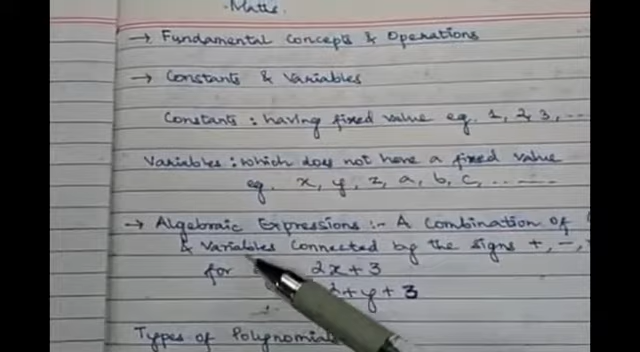 Maths.
→ Fundamental Concepts & Operations
→ Constants & Variables
Constants : having fixed value eg. 1, 2, 3, ...
Variables : which does not have a fixed value
eg. x, y, z, a, b, c, ......
→ Algebraic Expressions :- A Combination of
& Variables connected by the signs +, -,
for 2x + 3
+ y + 3
Types of Polynomial